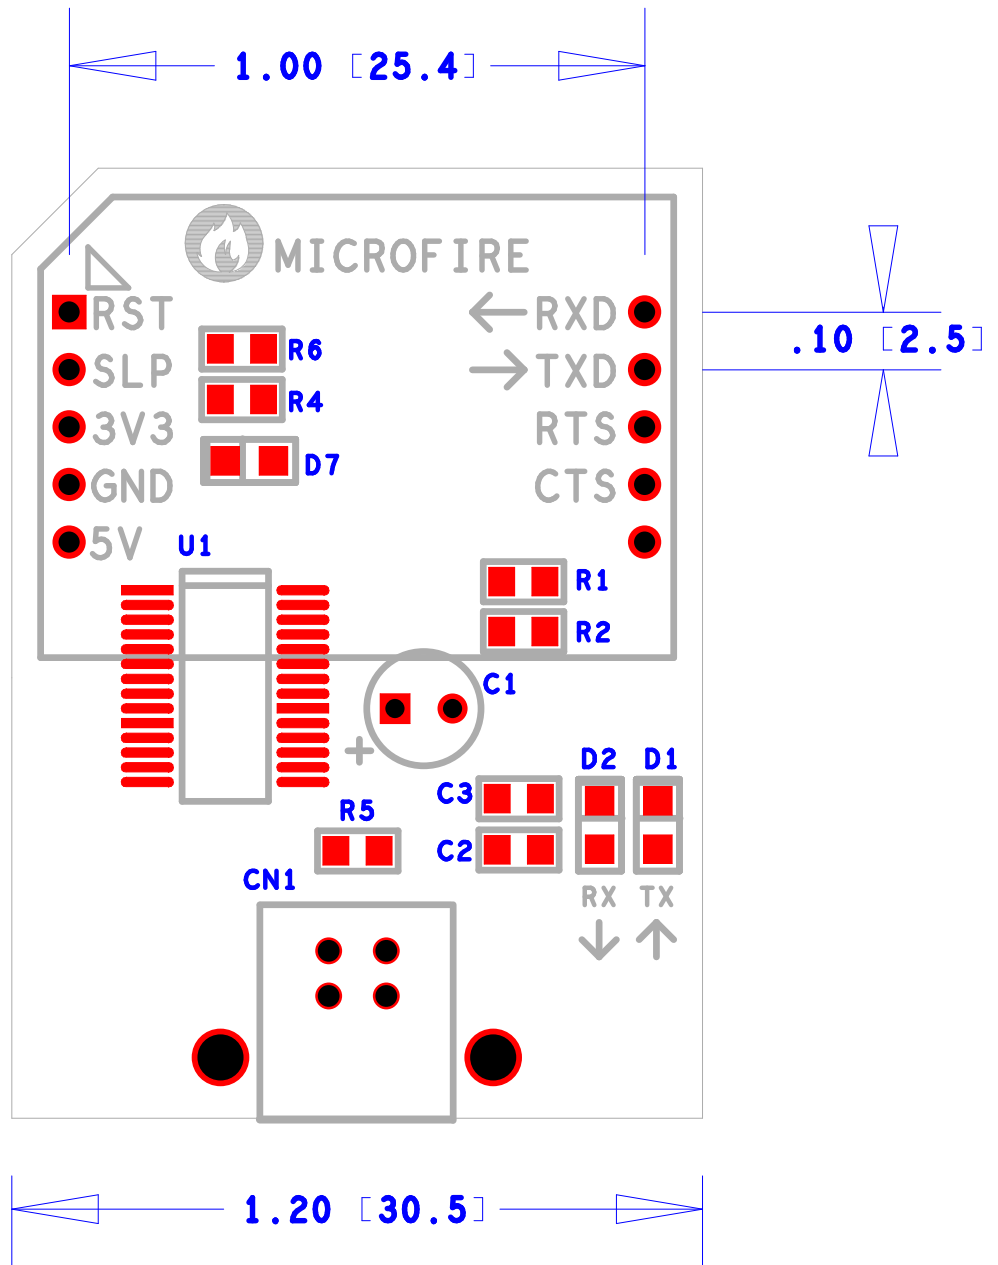 1.00 [25.4]
MICROFIRE
RST
RXD
.10 [2.5]
R6
SLP
TXD
R4
3V3
RTS
D7
GND
CTS
5V
U1
R1
R2
C1
+
D2
D1
C3
R5
C2
CN1
RX
TX
1.20 [30.5]